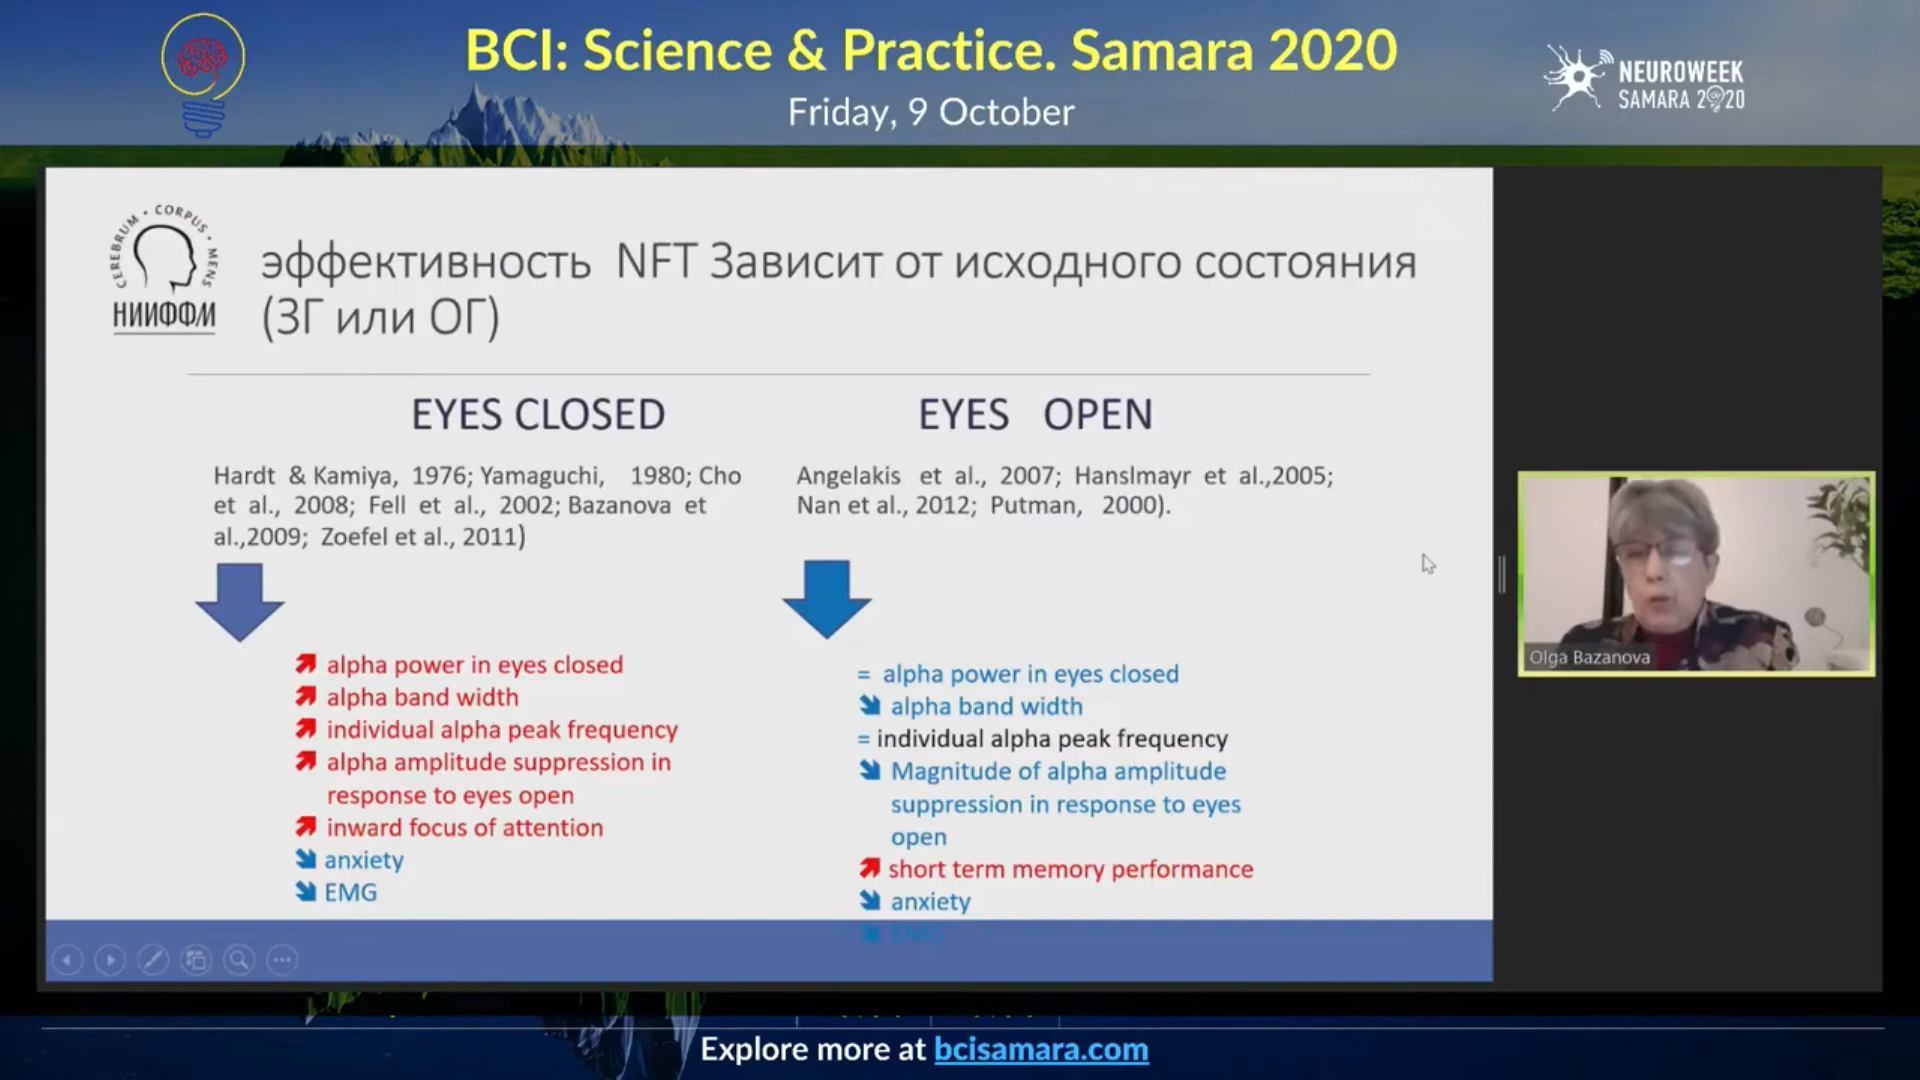 BCI: Science & Practice. Samara 2020
Friday, 9 October
NEUROWEEK
SAMARA 2020
CEREBRUM • CORPUS • MENS
НИИФФМ
эффективность NFT Зависит от исходного состояния
(ЗГ или ОГ)
EYES CLOSED
Hardt & Kamiya, 1976; Yamaguchi, 1980; Cho
et al., 2008; Fell et al., 2002; Bazanova et
al.,2009; Zoefel et al., 2011)
alpha power in eyes closed
alpha band width
individual alpha peak frequency
alpha amplitude suppression in
response to eyes open
inward focus of attention
anxiety
EMG
EYES OPEN
Angelakis et al., 2007; Hanslmayr et al.,2005;
Nan et al., 2012; Putman, 2000).
= alpha power in eyes closed
alpha band width
= individual alpha peak frequency
Magnitude of alpha amplitude
suppression in response to eyes
open
short term memory performance
anxiety
EMG
Olga Bazanova
Explore more at bcisamara.com